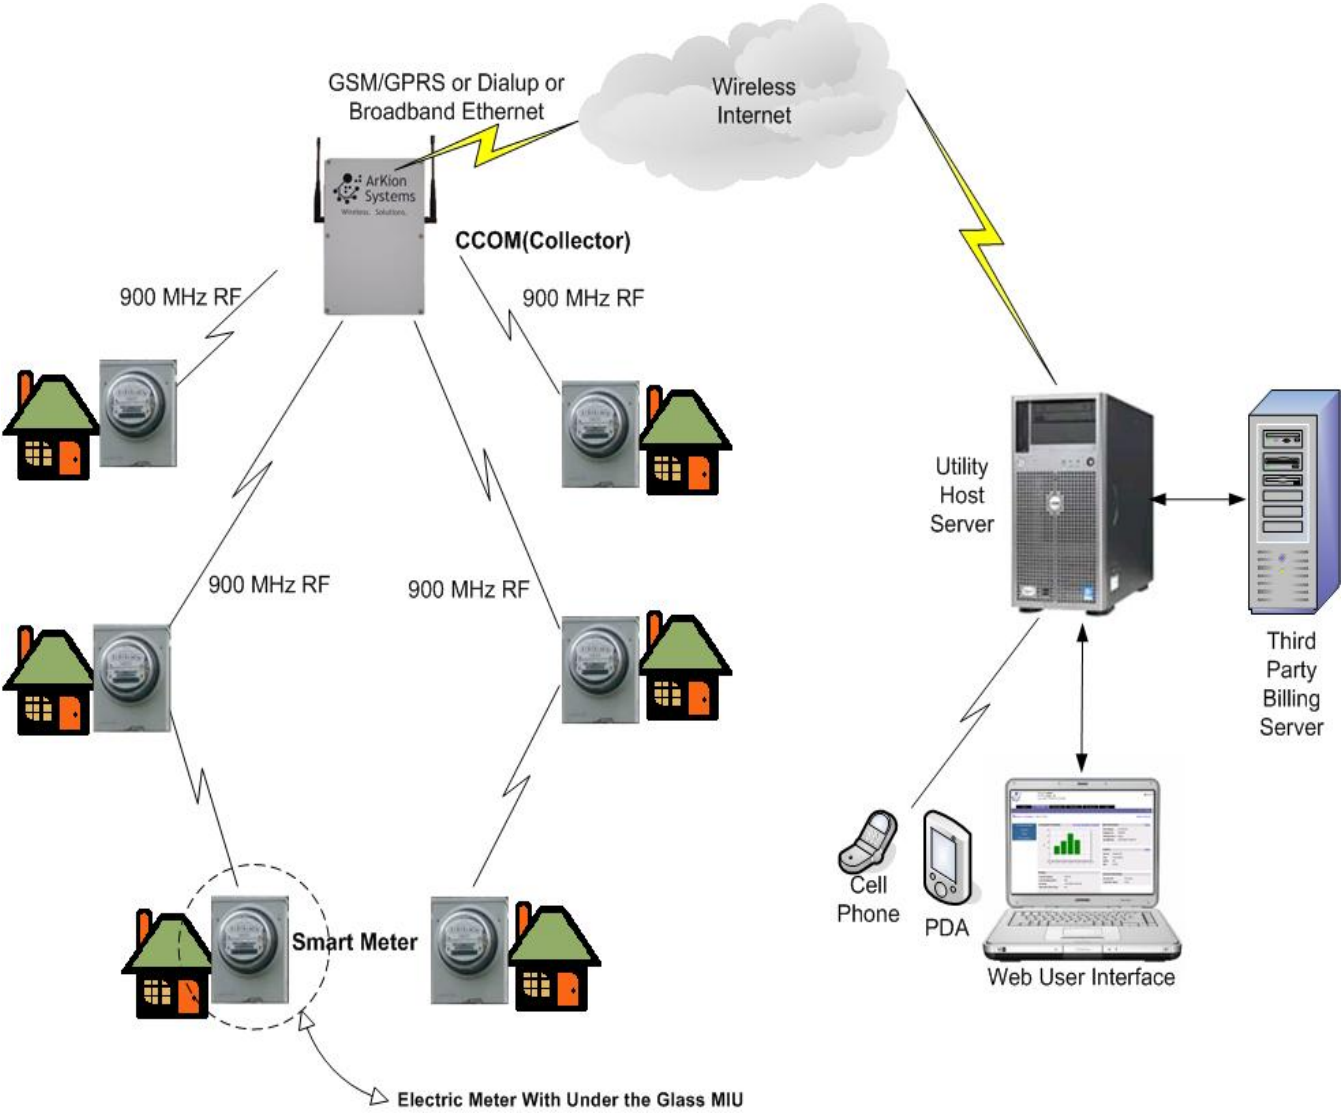 GSM/GPRS or Dialup or
Broadband Ethernet
Wireless
Internet
ArKion
Systems
Wireless. Solutions.
CCOM(Collector)
900 MHz RF
900 MHz RF
Utility
Host
Server
900 MHz RF
900 MHz RF
Third
Party
Billing
Server
Cell
Phone
PDA
Smart Meter
Web User Interface
Electric Meter With Under the Glass MIU